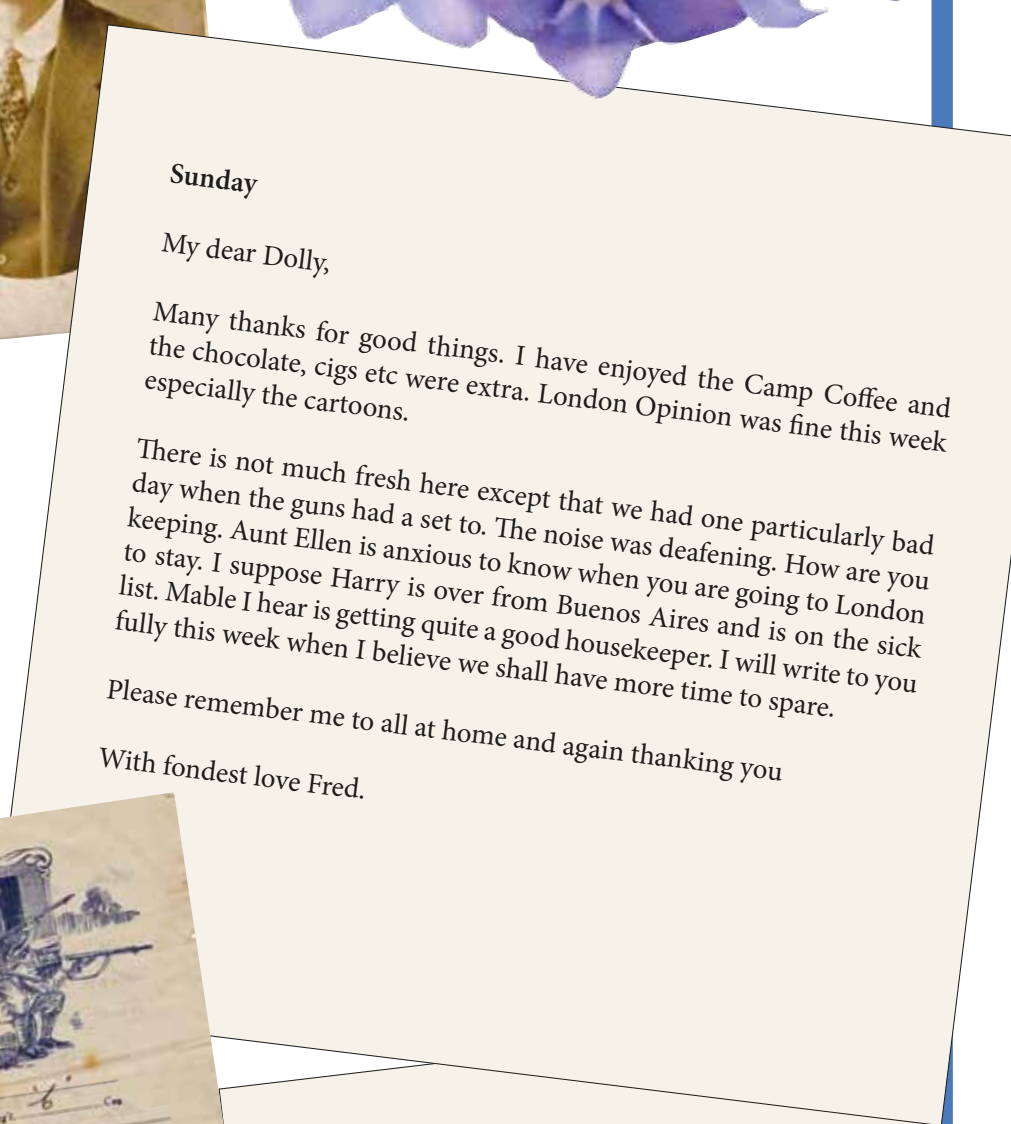 Sunday
My dear Dolly,
Many thanks for good things. I have enjoyed the Camp Coffee and
the chocolate, cigs etc were extra. London Opinion was fine this week
especially the cartoons.
There is not much fresh here except that we had one particularly bad
day when the guns had a set to. The noise was deafening. How are you
keeping. Aunt Ellen is anxious to know when you are going to London
to stay. I suppose Harry is over from Buenos Aires and is on the sick
list. Mable I hear is getting quite a good housekeeper. I will write to you
fully this week when I believe we shall have more time to spare.
Please remember me to all at home and again thanking you
With fondest love Fred.
6